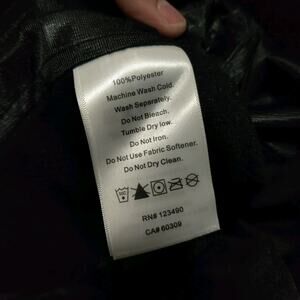 100%Polyester
Machine Wash Cold.
Wash Separately.
Do Not Bleach.
Tumble Dry low.
Do Not Iron.
Do Not Use Fabric Softener.
Do Not Dry Clean.
RN# 123490
CA# 60309